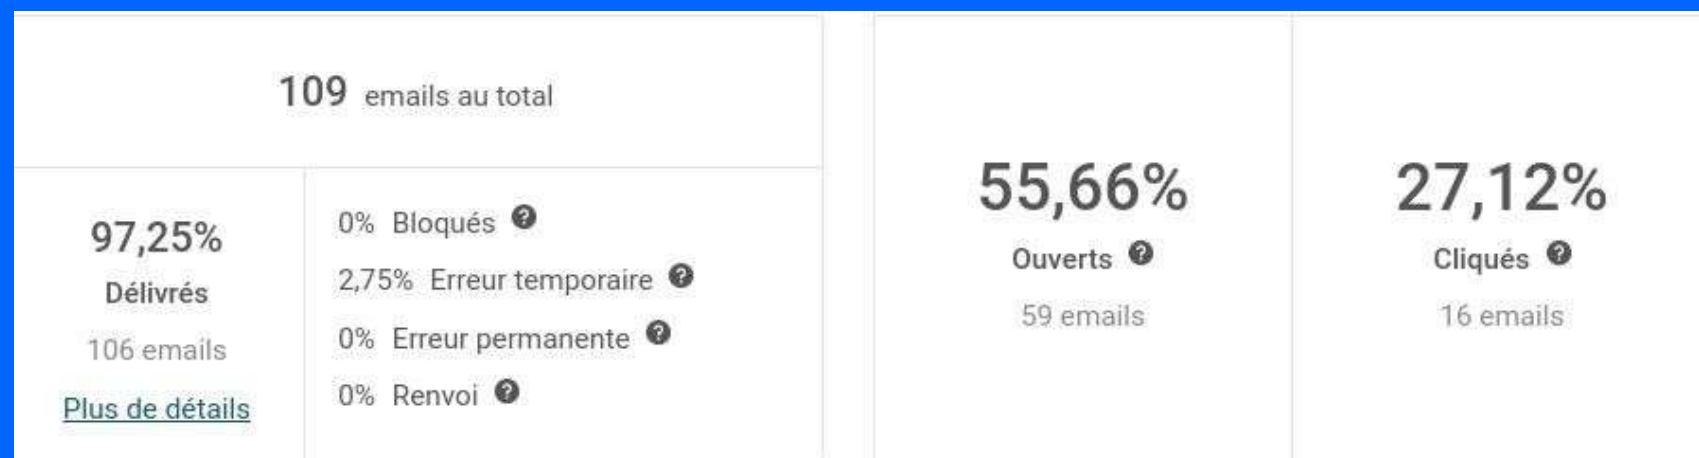 109 emails au total
97,25%
Délivrés
106 emails
Plus de détails
0% Bloqués ?
2,75% Erreur temporaire ?
0% Erreur permanente ?
0% Renvoi ?
55,66%
Ouverts ?
59 emails
27,12%
Cliqués ?
16 emails